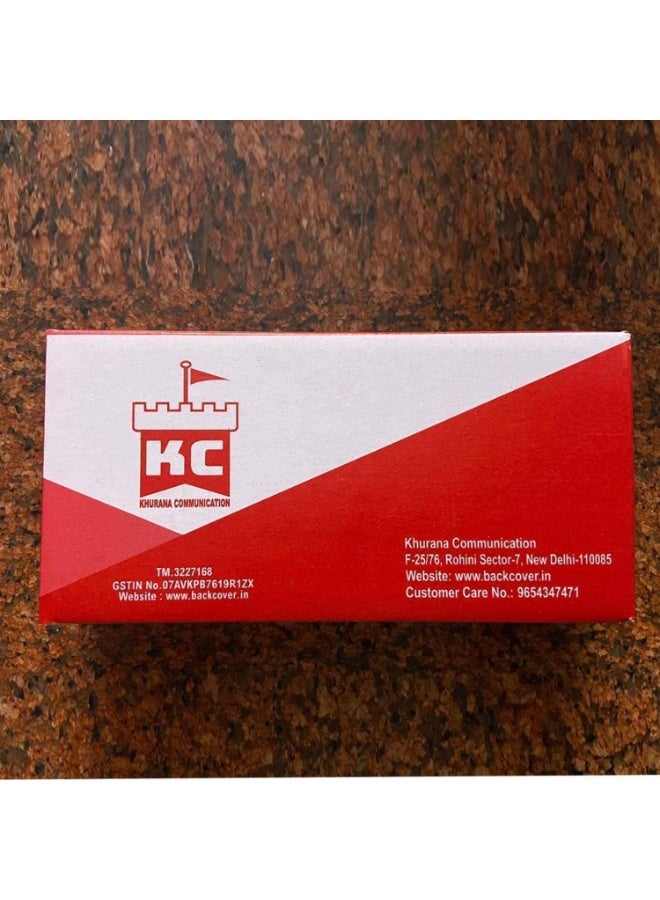 KC
KHURANA COMMUNICATION
TM.3227168
GSTIN No.07AVKPB7619R1ZX
Website : www.backcover.in
Khurana Communication
F-25/76, Rohini Sector-7, New Delhi-110085
Website: www.backcover.in
Customer Care No.: 9654347471